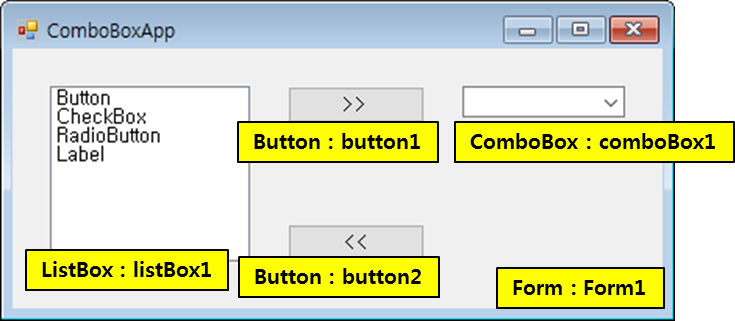 ComboBoxApp
Button
CheckBox
RadioButton
Label
>>
Button : button1
ComboBox : comboBox1
<<
ListBox : listBox1
Button : button2
Form : Form1